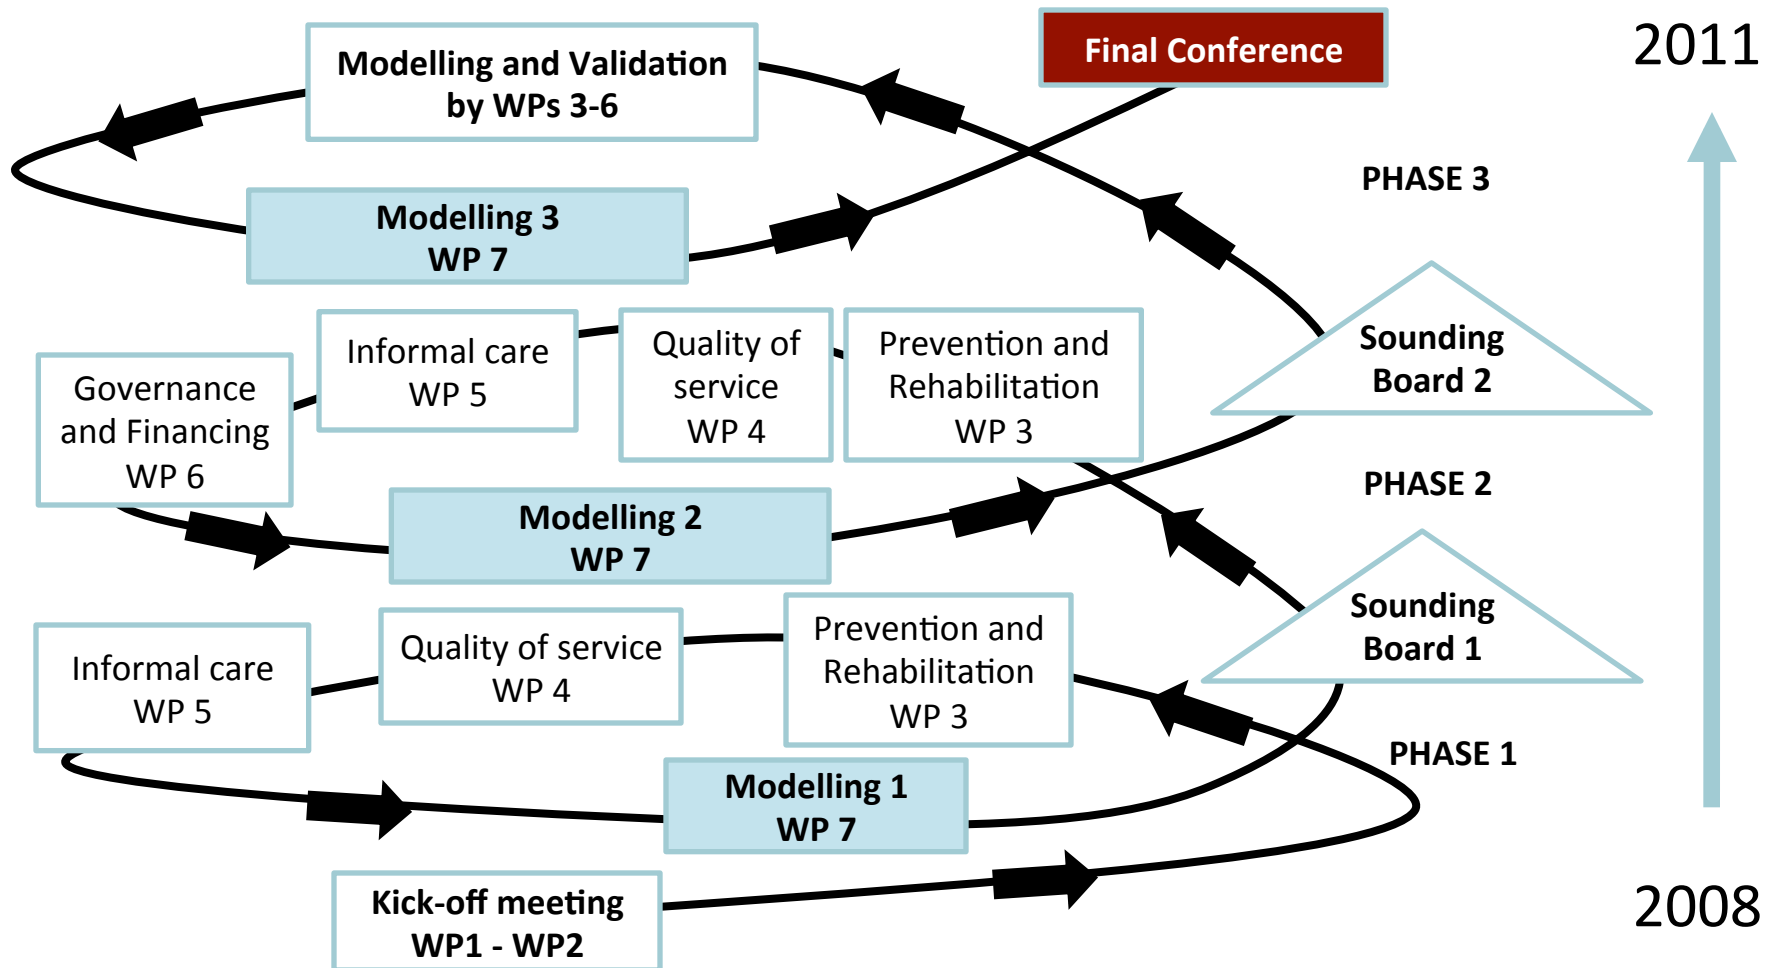 Final Conference
2011
Modelling and Validation
by WPs 3-6
PHASE 3
Modelling 3
WP 7
Sounding
Board 2
Governance
and Financing
WP 6
Informal care
WP 5
Quality of
service
WP 4
Prevention and
Rehabilitation
WP 3
PHASE 2
Modelling 2
WP 7
Sounding
Board 1
Informal care
WP 5
Quality of service
WP 4
Prevention and
Rehabilitation
WP 3
PHASE 1
Modelling 1
WP 7
Kick-off meeting
WP1 - WP2
2008